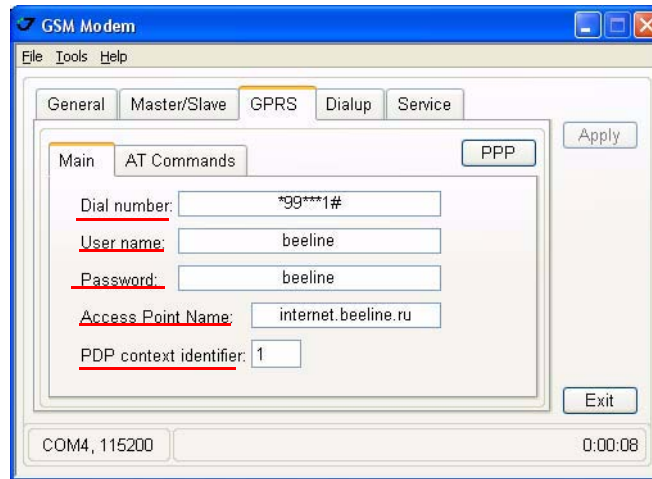 GSM Modem
File Tools Help
General Master/Slave GPRS Dialup Service
Apply
Main AT Commands PPP
Dial number: *99***1#
User name: beeline
Password: beeline
Access Point Name: internet.beeline.ru
PDP context identifier: 1
Exit
COM4, 115200 0:00:08